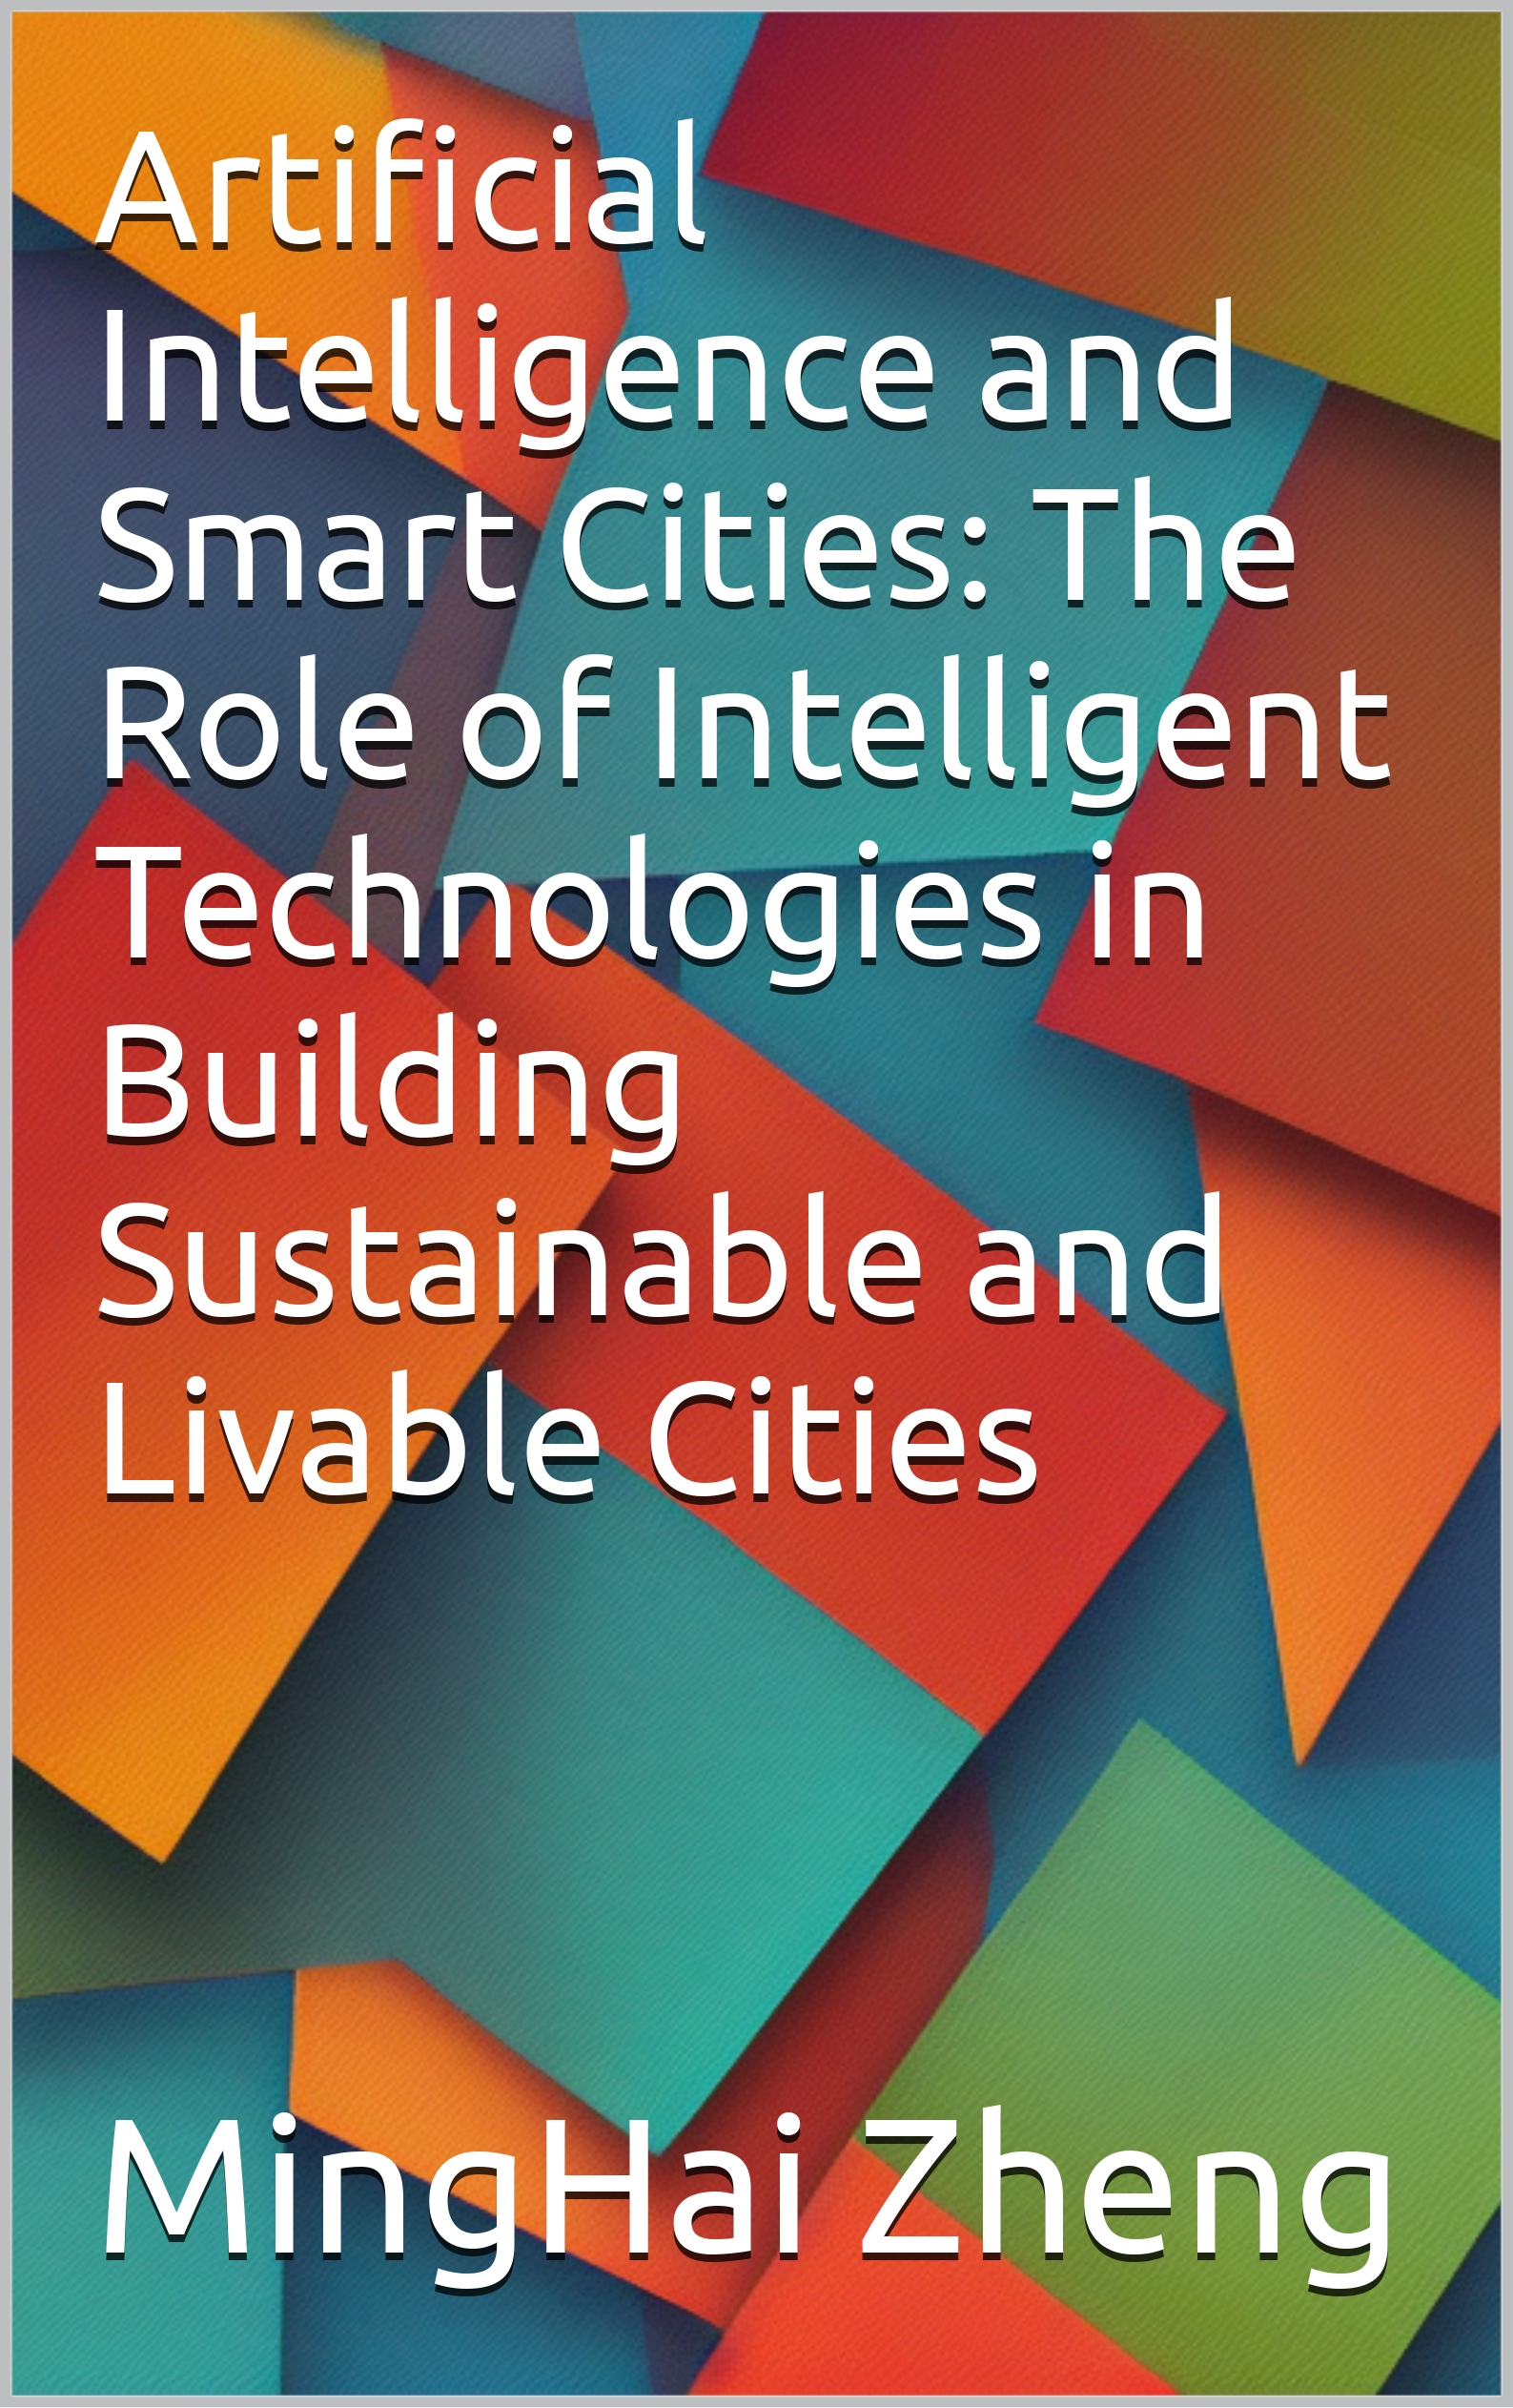 Artificial
Intelligence and
Smart Cities: The
Role of Intelligent
Technologies in
Building
Sustainable and
Livable Cities
MingHai Zheng